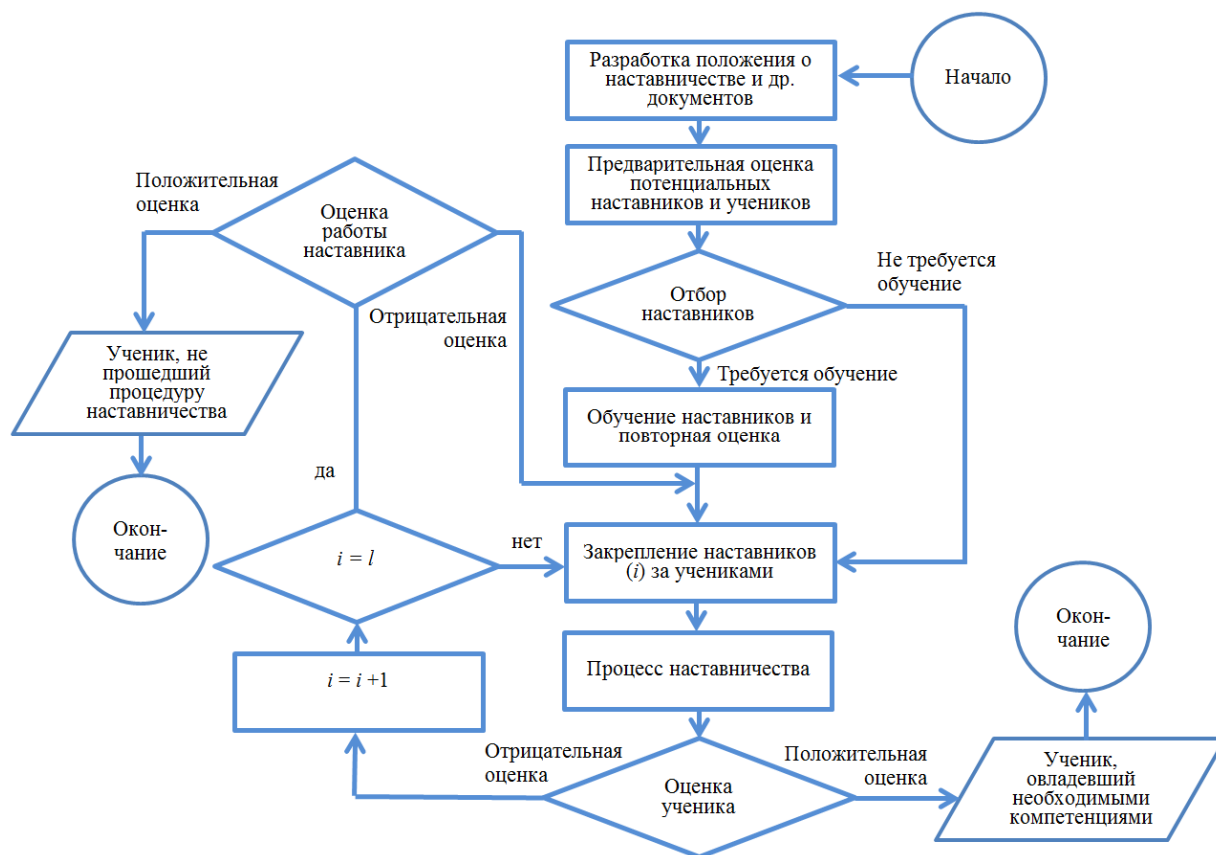 Разработка положения о
наставничестве и др.
документов
Начало
Предварительная оценка
потенциальных
наставников и учеников
Положительная
оценка
Оценка
работы
наставника
Не требуется
обучение
Отбор
наставников
Отрицательная
оценка
Ученик, не
прошедший
процедуру
наставничества
Требуется обучение
Обучение наставников и
повторная оценка
да
Окон-
чание
i = l
нет
Закрепление наставников
(i) за учениками
Окон-
чание
Процесс наставничества
i = i +1
Отрицательная
оценка
Положительная
оценка
Оценка
ученика
Ученик,
овладевший
необходимыми
компетенциями